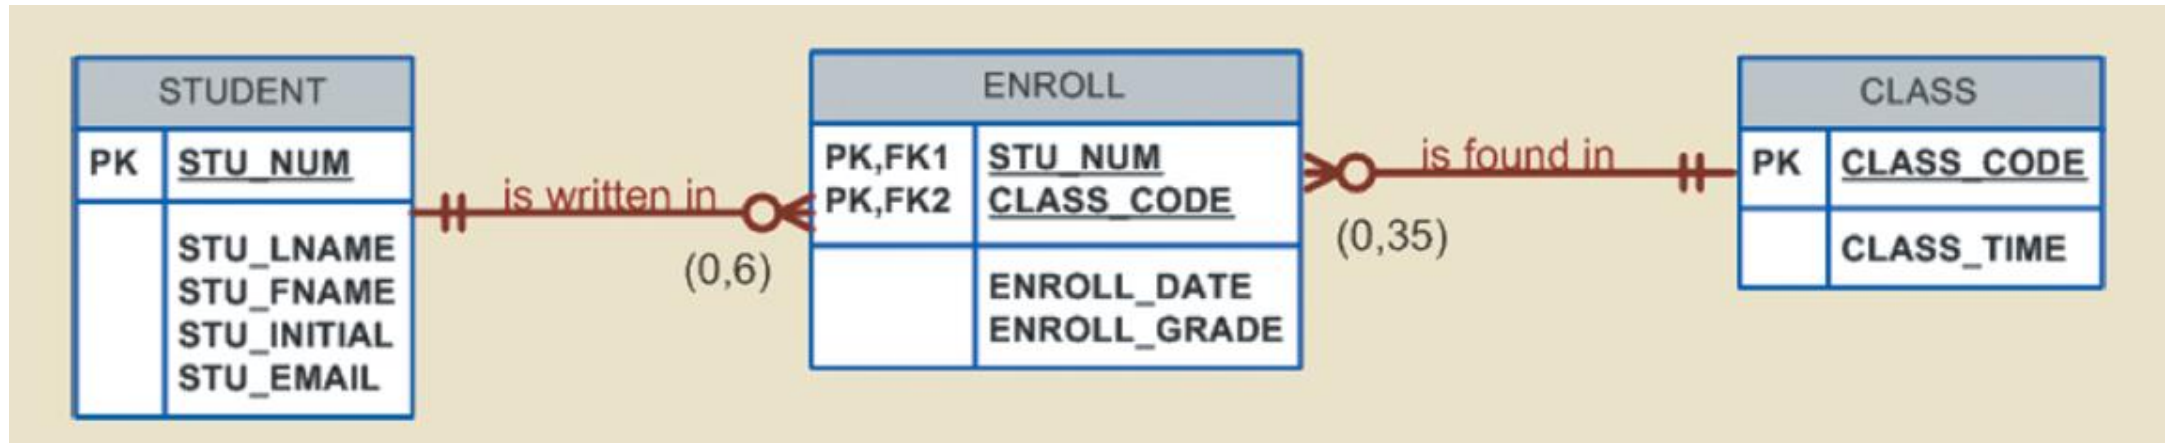 STUDENT
PK STU_NUM
STU_LNAME
STU_FNAME
STU_INITIAL
STU_EMAIL
is written in
(0,6)
ENROLL
PK,FK1 STU_NUM
PK,FK2 CLASS_CODE
ENROLL_DATE
ENROLL_GRADE
is found in
(0,35)
CLASS
PK CLASS_CODE
CLASS_TIME